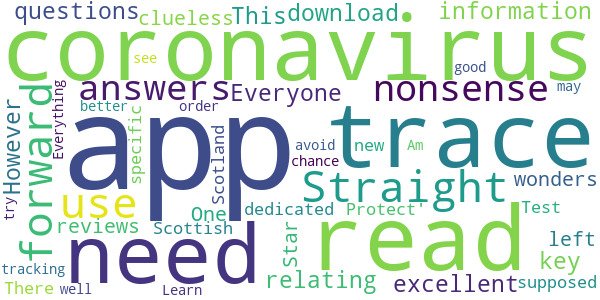 questions clueless This download information
coronavirus
see
good
answers Everyone nonsense may
Everything better order
However forward specific Scotland app avoid new Am trace
chance
try use One dedicated Straight wonders
Protect' Test
reviews Scottish Star need read left
relating key
tracking
There well Learn excellent supposed